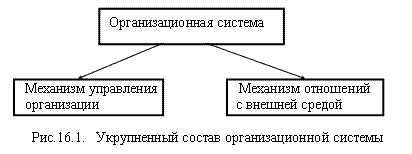 Организационная система
Механизм управления
организации
Механизм отношений
с внешней средой
Рис.16.1. Укрупненный состав организационной системы